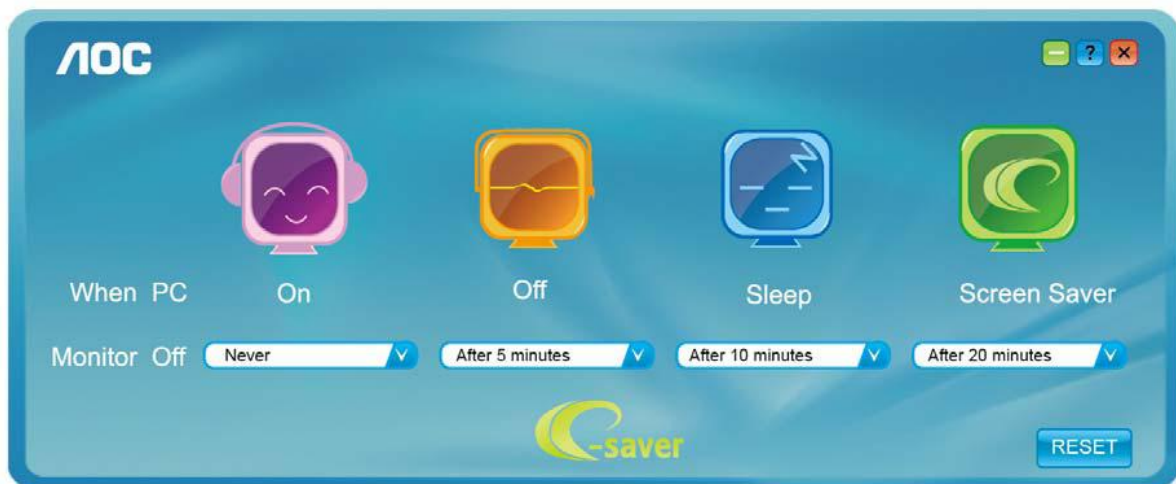 AOC
?
When PC On Off Sleep Screen Saver
Monitor Off Never After 5 minutes After 10 minutes After 20 minutes
e-saver
RESET